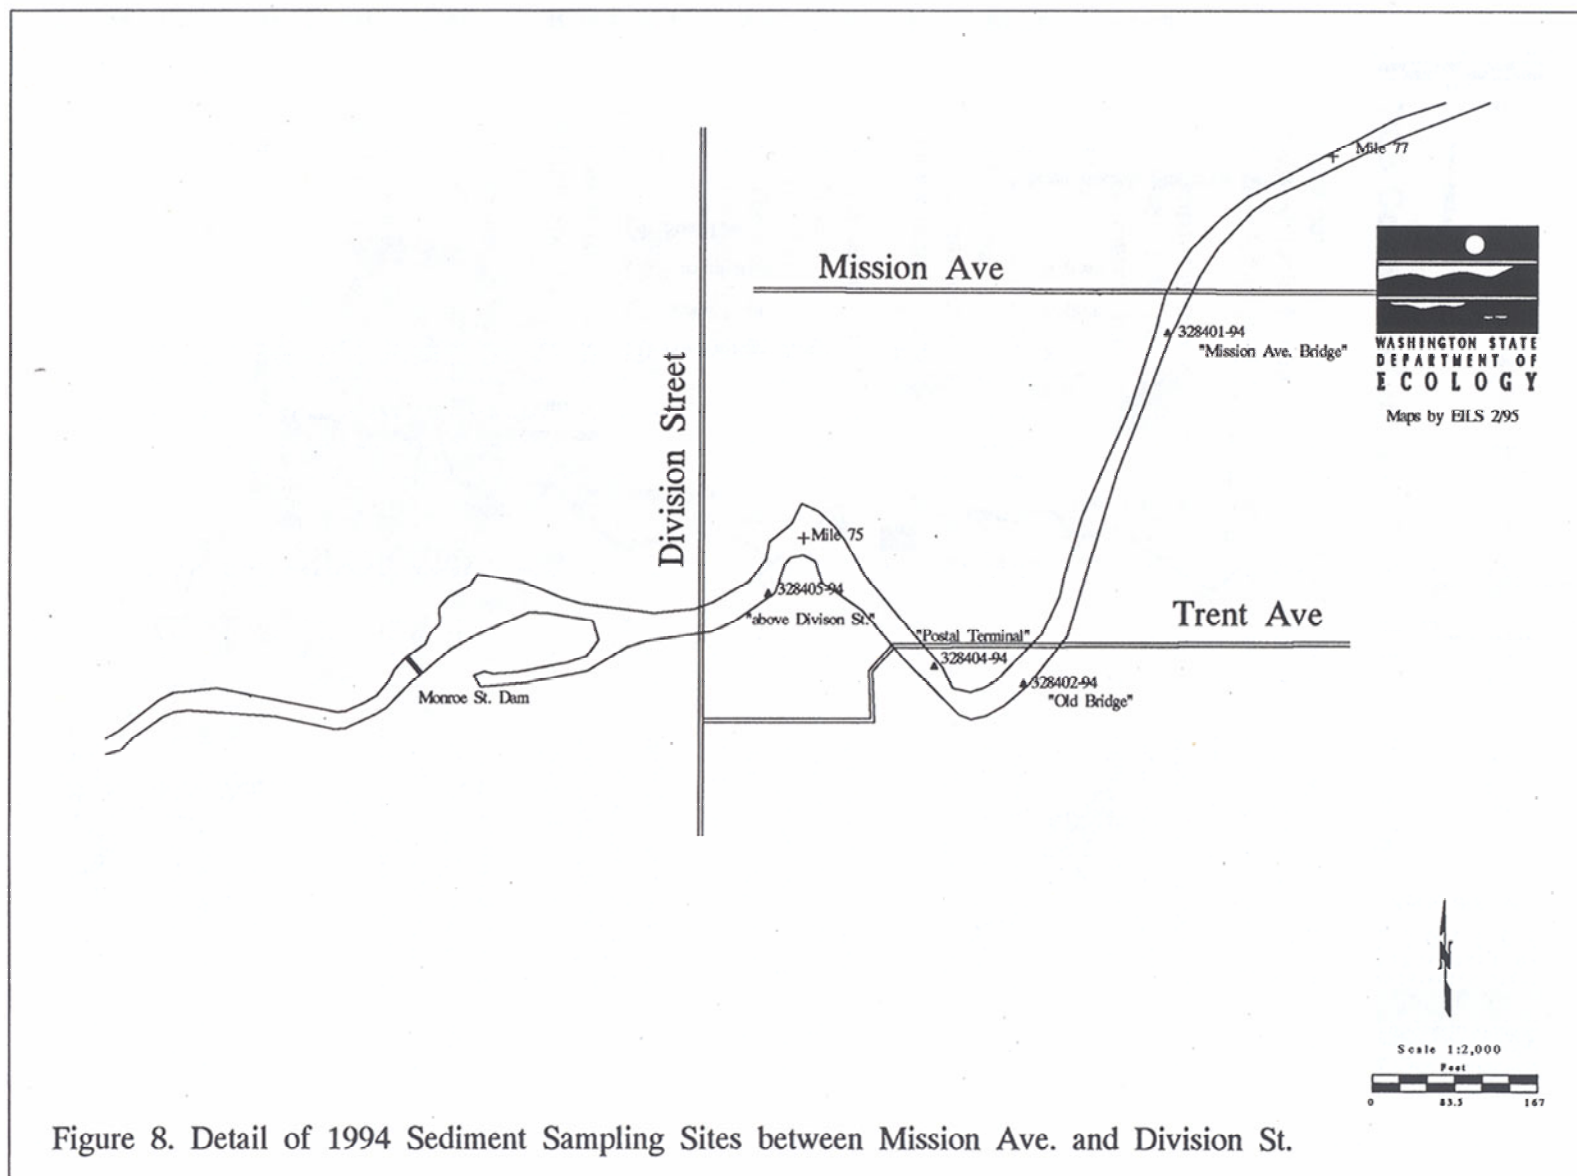 Mile 77
Mission Ave
328401-94
"Mission Ave. Bridge"
WASHINGTON STATE
DEPARTMENT OF
ECOLOGY
Maps by EILS 2/95
Division Street
Mile 75
328405-94
"above Divison St."
Trent Ave
"Postal Terminal"
328404-94
328402-94
"Old Bridge"
Monroe St. Dam
N
Scale 1:2,000
Feet
0 83.5 167
Figure 8. Detail of 1994 Sediment Sampling Sites between Mission Ave. and Division St.